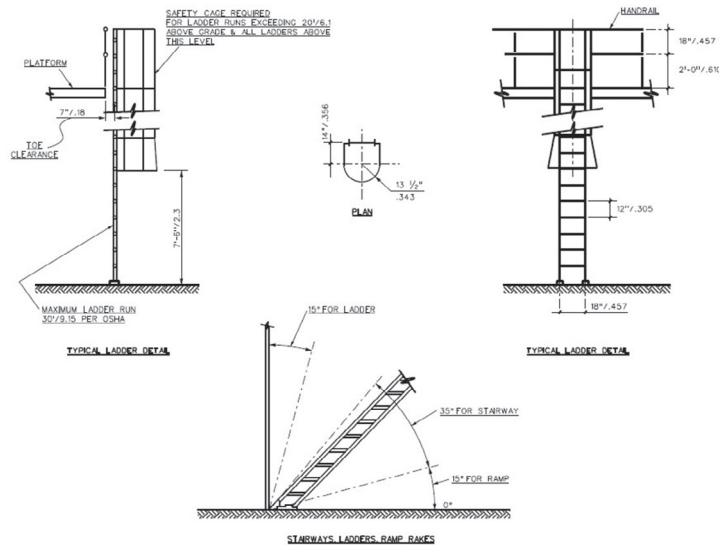 SAFETY CAGE REQUIRED
FOR LADDER RUNS EXCEEDING 20'/6.1
ABOVE GRADE & ALL LADDERS ABOVE
THIS LEVEL
PLATFORM
7"/.18
TOE
CLEARANCE
7'-6"/2.3
MAXIMUM LADDER RUN
30'/9.15 PER OSHA
TYPICAL LADDER DETAIL
14"/.356
13 ½"
.343
PLAN
HANDRAIL
18"/.457
2'-0"/.610
12"/.305
18"/.457
TYPICAL LADDER DETAIL
15° FOR LADDER
35° FOR STAIRWAY
15° FOR RAMP
0°
STAIRWAYS, LADDERS, RAMP RAKES